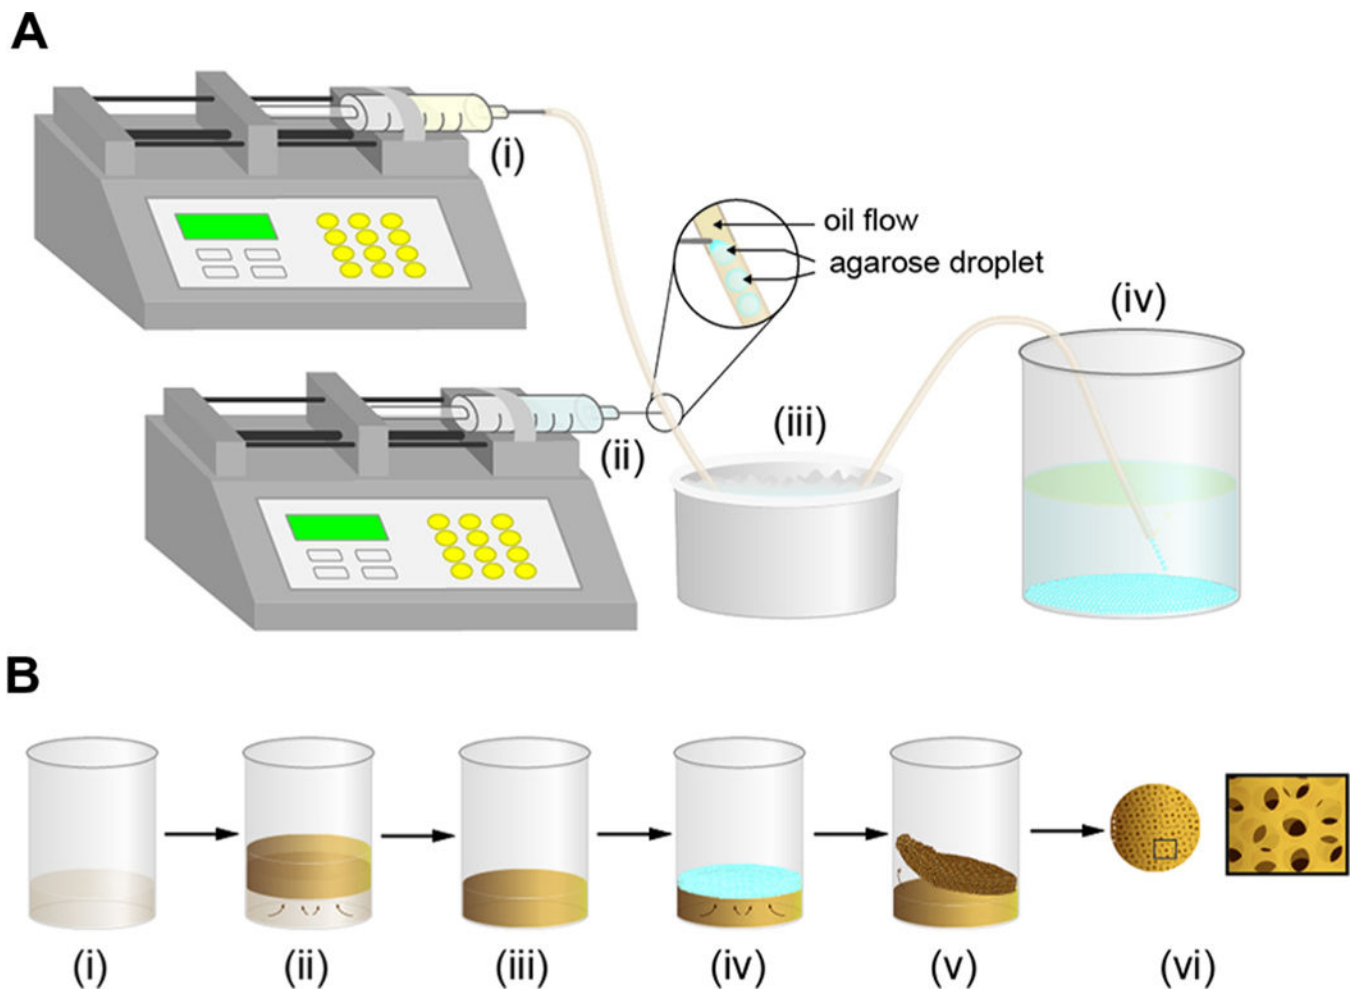 A
(i)
oil flow
agarose droplet
(iv)
(iii)
(ii)
B
(i) (ii) (iii) (iv) (v) (vi)